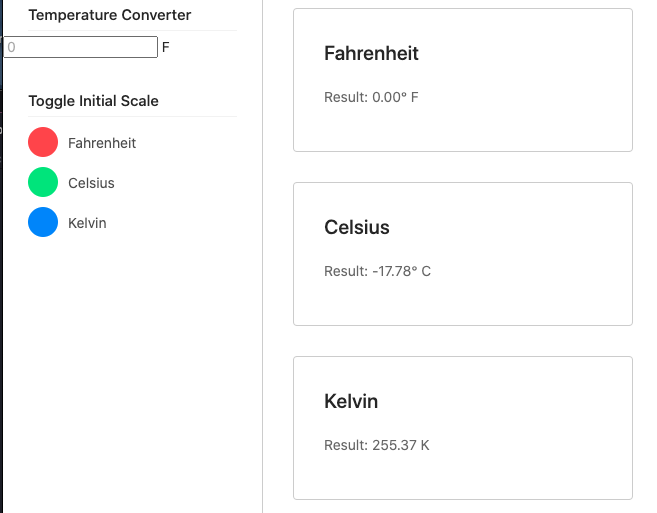 Temperature Converter
0 F
Toggle Initial Scale
Fahrenheit
Celsius
Kelvin
Fahrenheit
Result: 0.00° F
Celsius
Result: -17.78° C
Kelvin
Result: 255.37 K